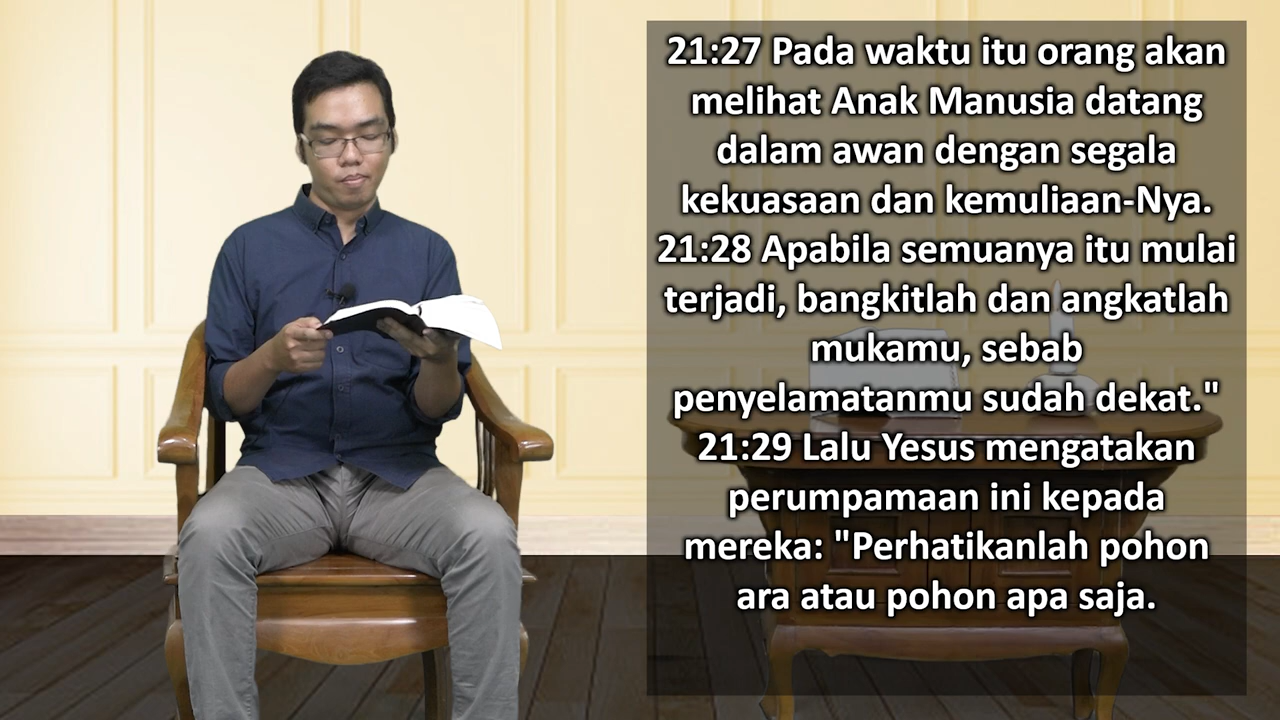 21:27 Pada waktu itu orang akan
melihat Anak Manusia datang
dalam awan dengan segala
kekuasaan dan kemuliaan-Nya.
21:28 Apabila semuanya itu mulai
terjadi, bangkitlah dan angkatlah
mukamu, sebab
penyelamatanmu sudah dekat."
21:29 Lalu Yesus mengatakan
perumpamaan ini kepada
mereka: "Perhatikanlah pohon
ara atau pohon apa saja.